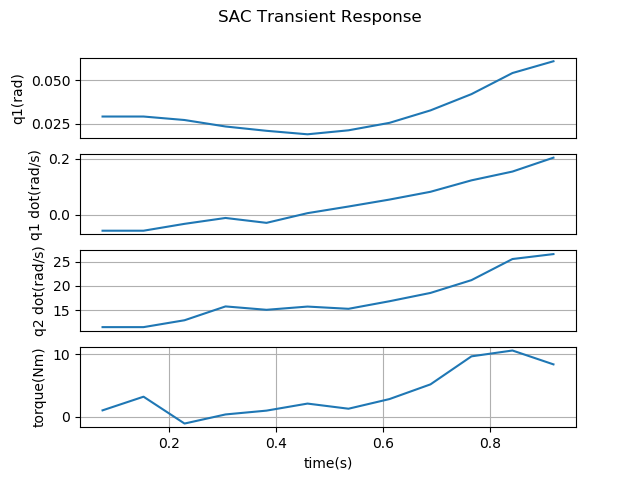 SAC Transient Response
q1(rad)
0.050
0.025
q1 dot(rad/s)
0.2
0.0
q2 dot(rad/s)
25
20
15
torque(Nm)
10
0
0.2 0.4 0.6 0.8
time(s)